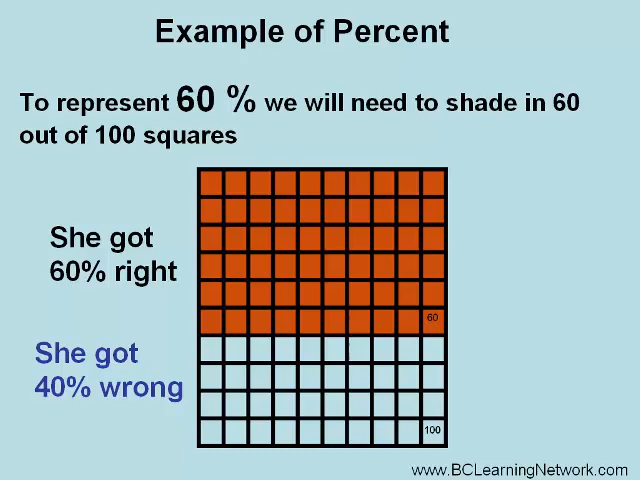 Example of Percent
To represent 60 % we will need to shade in 60
out of 100 squares
She got
60% right
60
She got
40% wrong
100
www.BCLearningNetwork.com